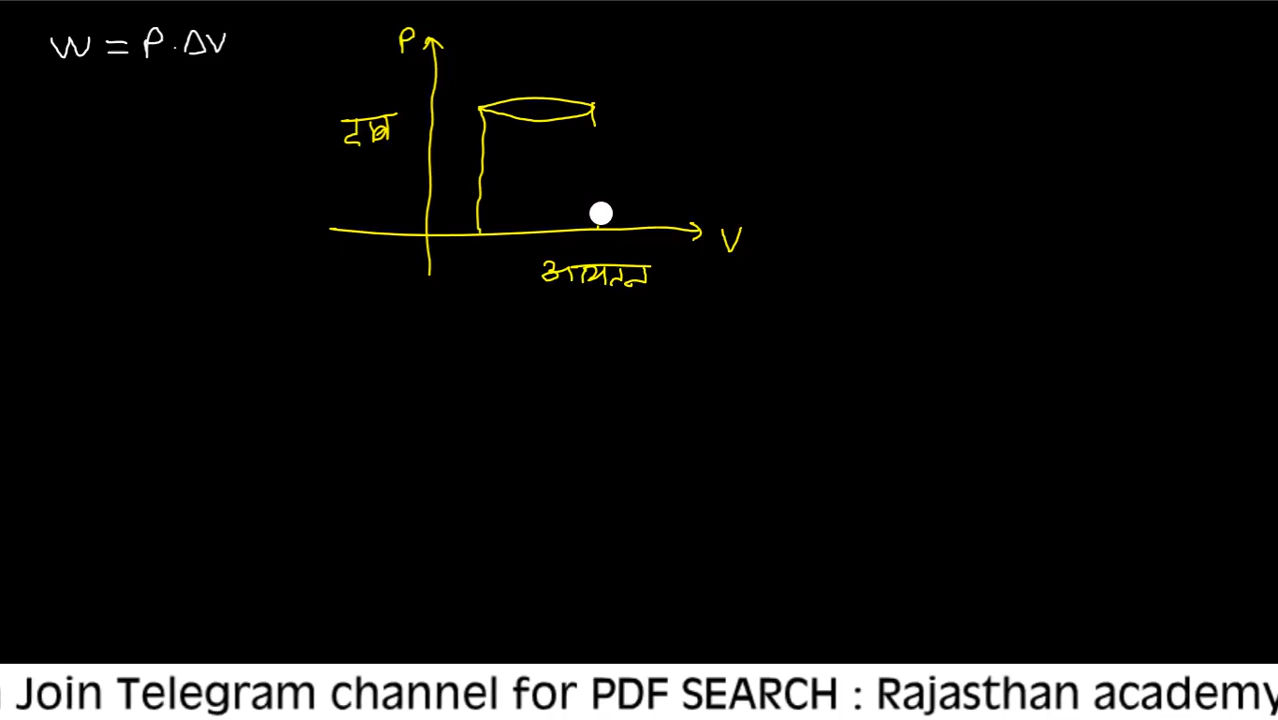 W = P·ΔV
P
दाब
V
आयतन
Join Telegram channel for PDF SEARCH : Rajasthan academy